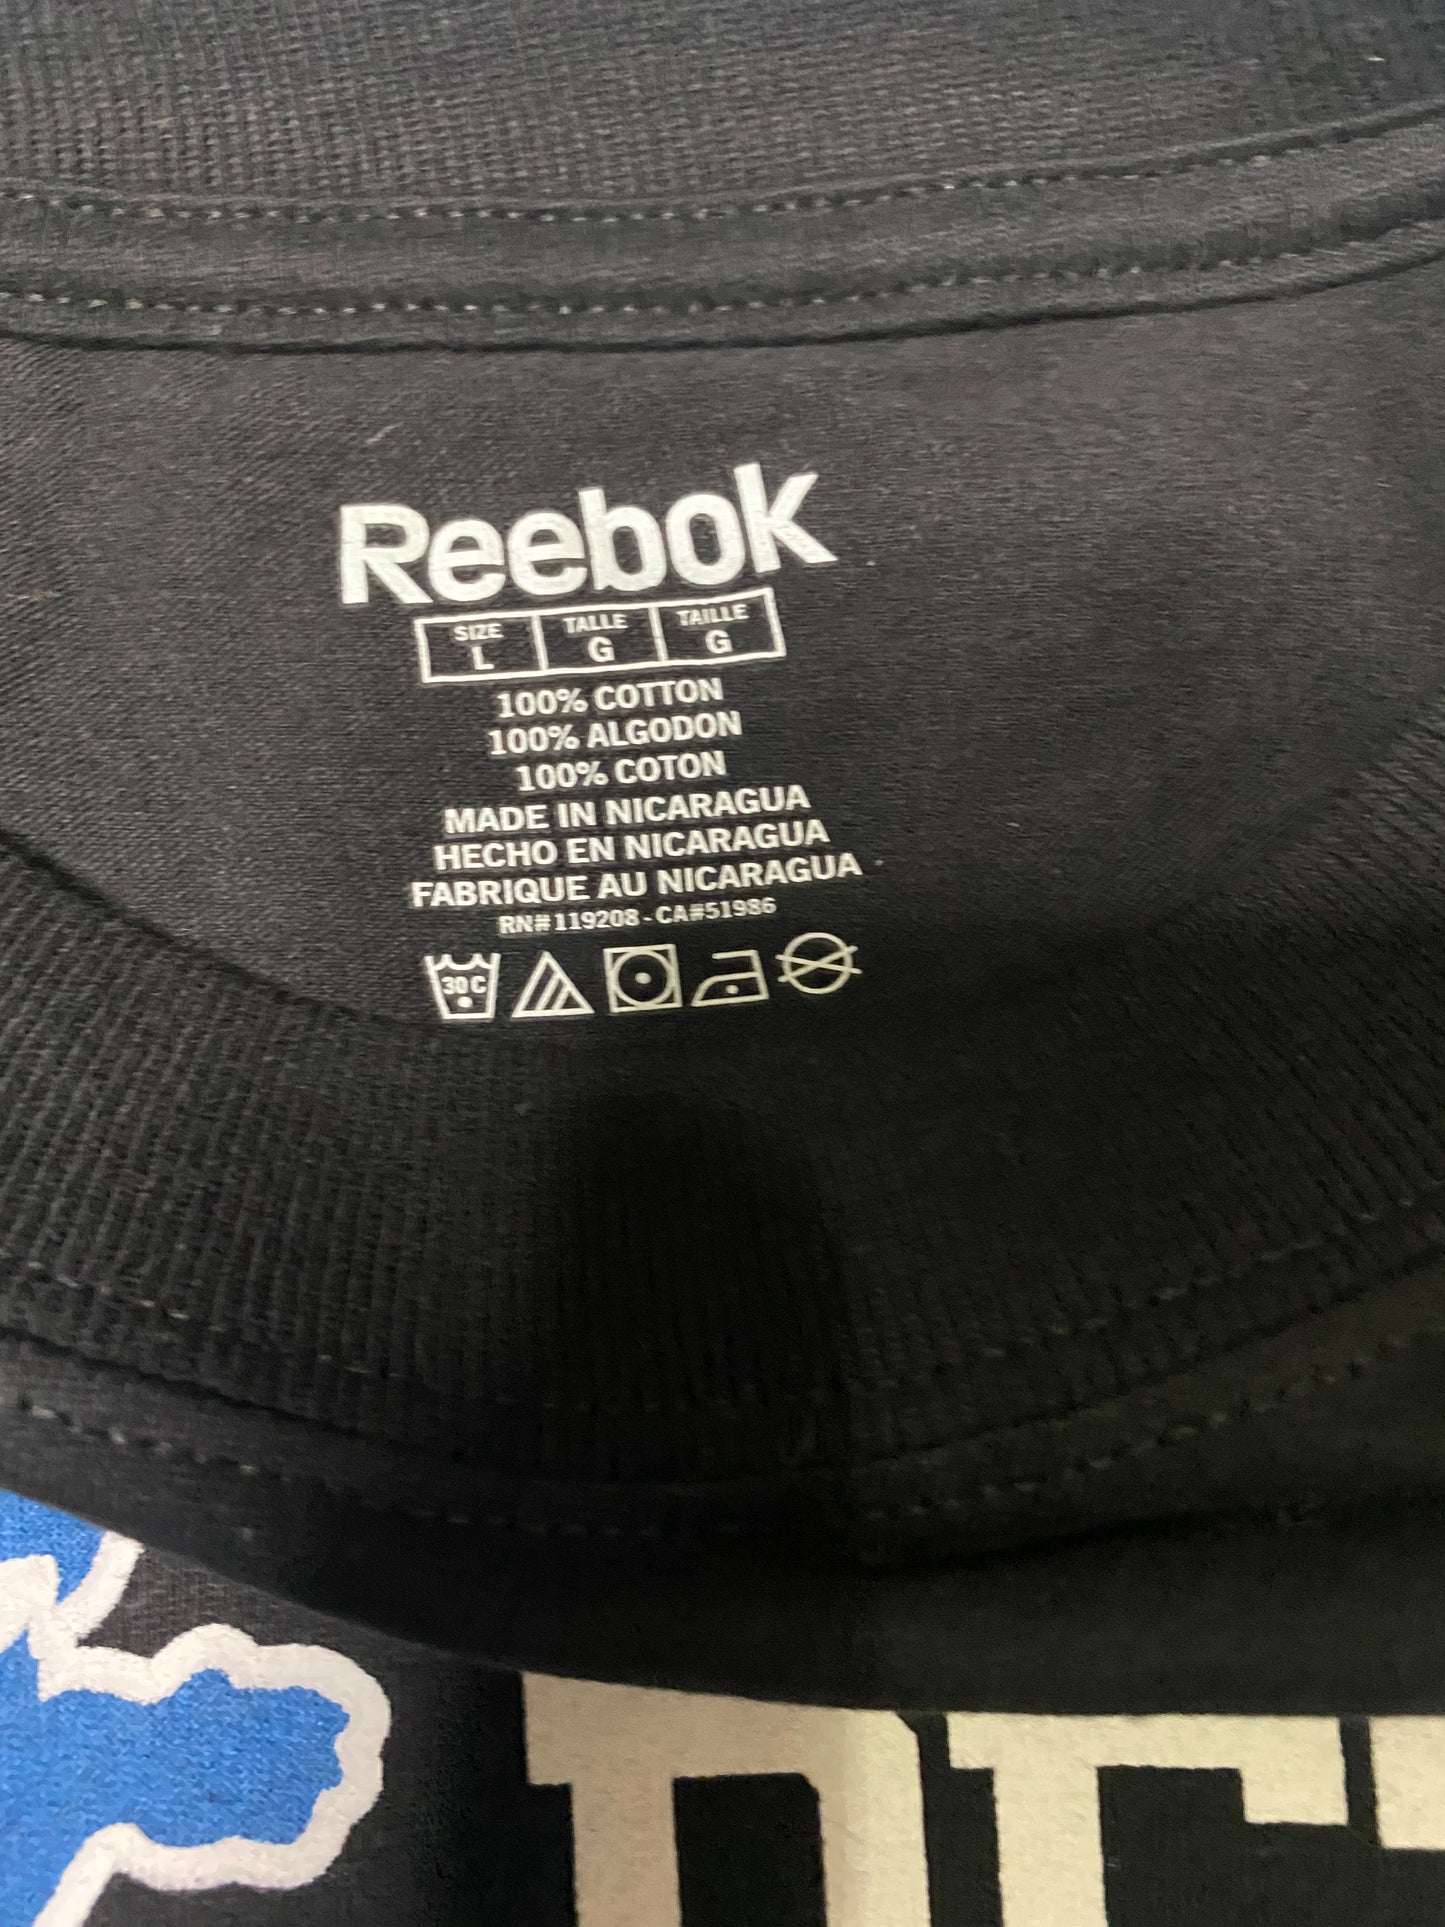 Reebok
SIZE TALLE TAILLE
L G G
100% COTTON
100% ALGODON
100% COTON
MADE IN NICARAGUA
HECHO EN NICARAGUA
FABRIQUE AU NICARAGUA
RN# 119208 - CA#51986
30C